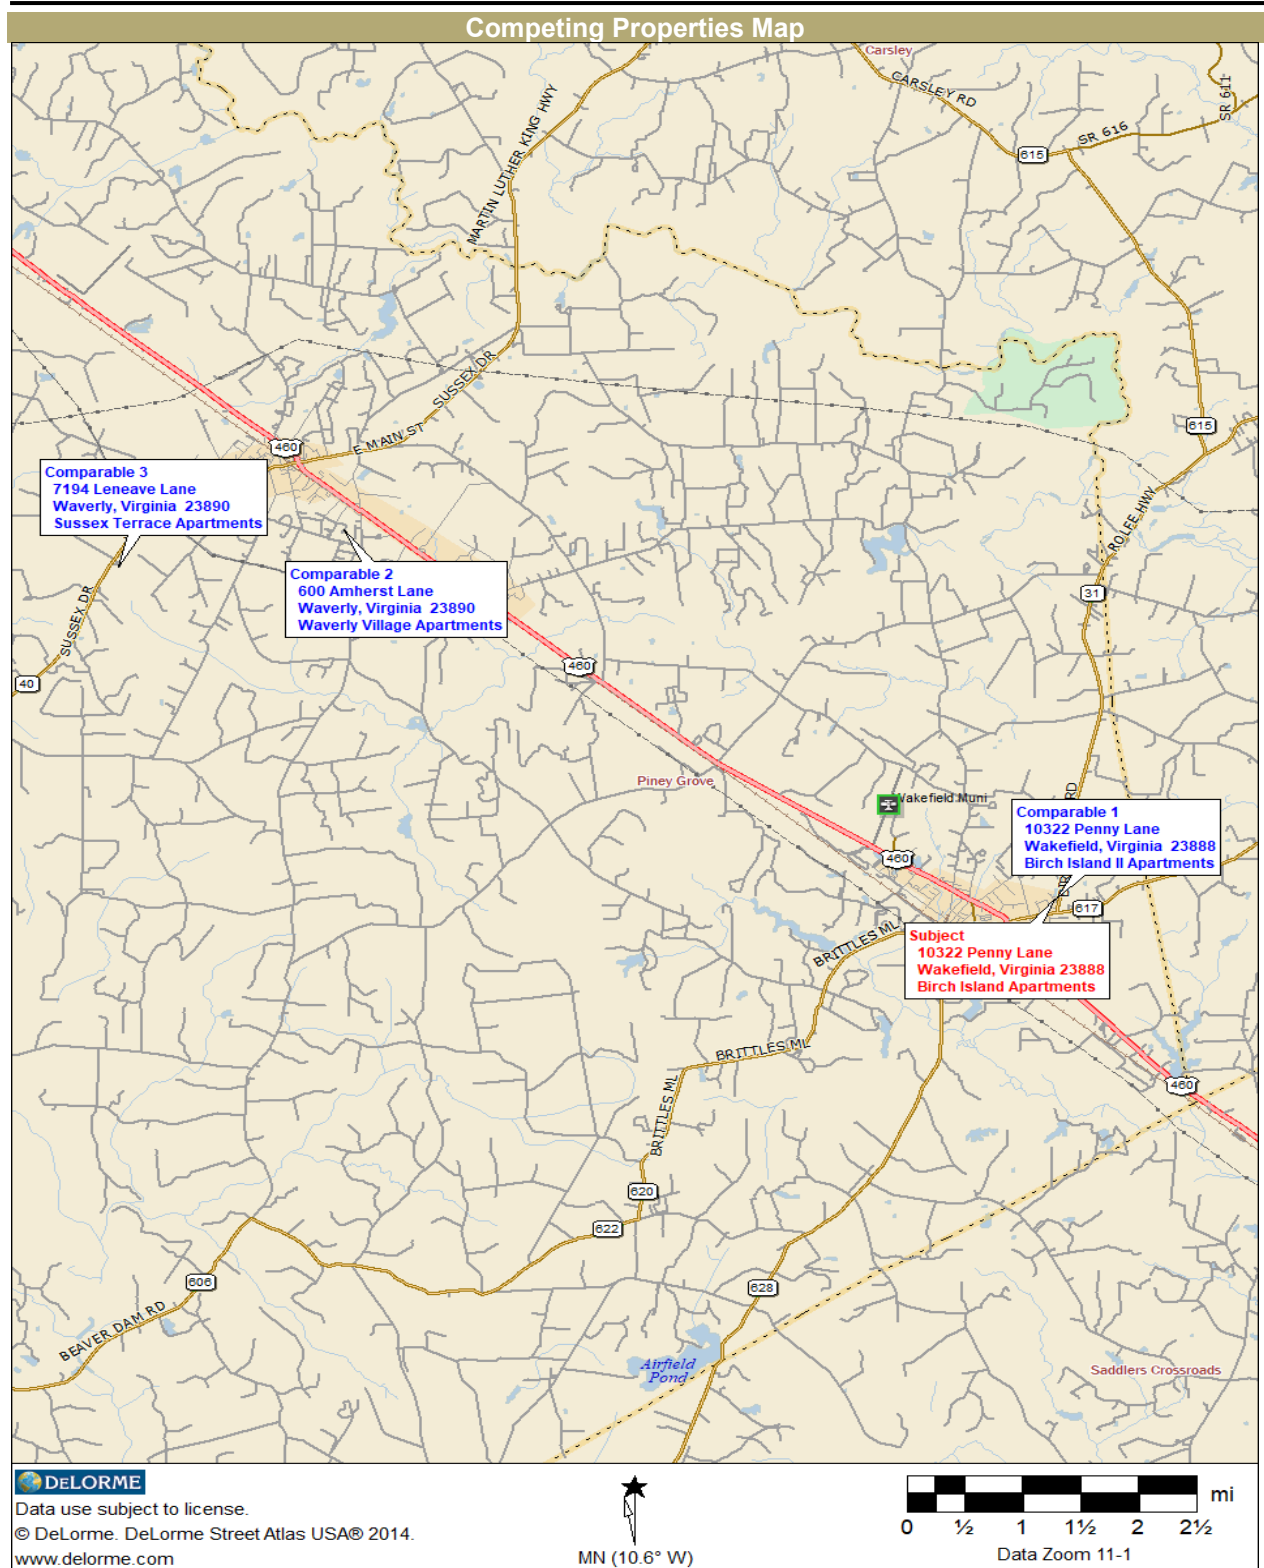 Competing Properties Map
Carsley
CARSLEY RD
SR 611
SR 616
615
MARTIN LUTHER KING HWY
SUSSEX DR
615
E MAIN ST
460
Comparable 3
7194 Leneave Lane
Waverly, Virginia 23890
Sussex Terrace Apartments
ROLFE HWY
Comparable 2
600 Amherst Lane
Waverly, Virginia 23890
Waverly Village Apartments
31
SUSSEX DR
460
40
Piney Grove
Wakefield Muni
RD
Comparable 1
10322 Penny Lane
Wakefield, Virginia 23888
Birch Island II Apartments
460
617
BRITTLES ML
Subject
10322 Penny Lane
Wakefield, Virginia 23888
Birch Island Apartments
BRITTLES ML
460
BRITTLES ML
620
622
606
628
BEAVER DAM RD
Airfield
Pond
Saddlers Crossroads
DELORME
Data use subject to license.
© DeLorme. DeLorme Street Atlas USA® 2014.
www.delorme.com
MN (10.6° W)
mi
0 ½ 1 1½ 2 2½
Data Zoom 11-1